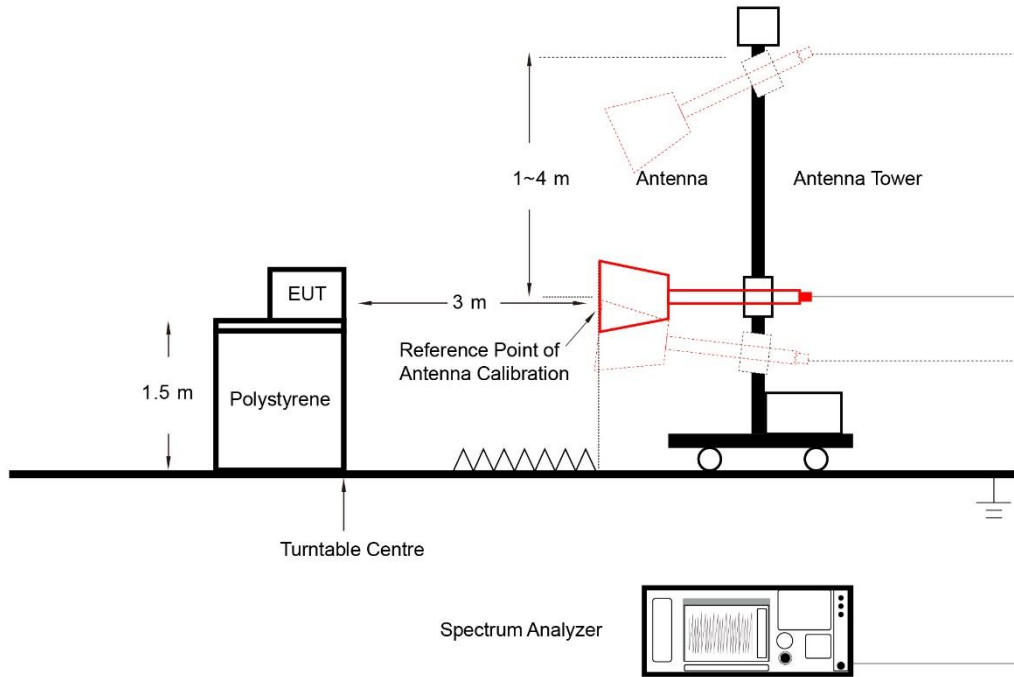 1~4 m
Antenna
Antenna Tower
EUT
3 m
Reference Point of
Antenna Calibration
1.5 m
Polystyrene
Turntable Centre
Spectrum Analyzer